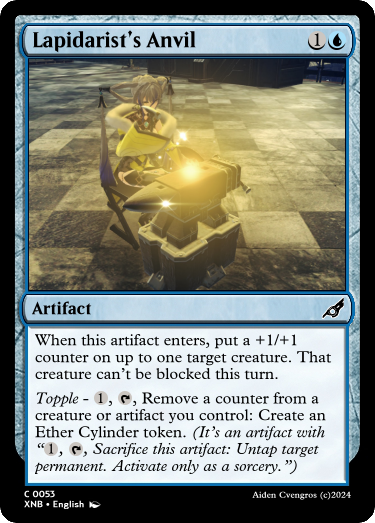 Lapidarist's Anvil 1
Artifact
When this artifact enters, put a +1/+1
counter on up to one target creature. That
creature can't be blocked this turn.
Topple - 1, , Remove a counter from a
creature or artifact you control: Create an
Ether Cylinder token. (It's an artifact with
"1, , Sacrifice this artifact: Untap target
permanent. Activate only as a sorcery.")
C 0053
XNB • English
Aiden Cvengros (c)2024